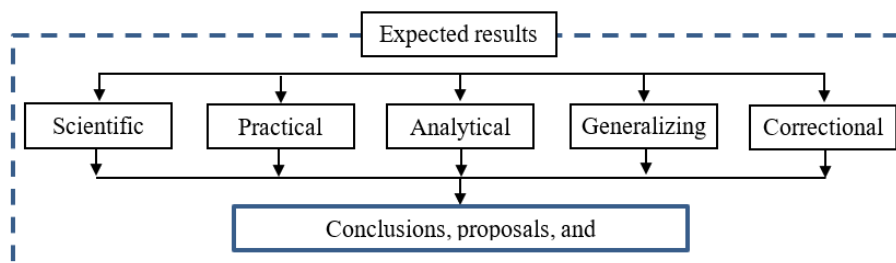 Expected results
Scientific
Practical
Analytical
Generalizing
Correctional
Conclusions, proposals, and